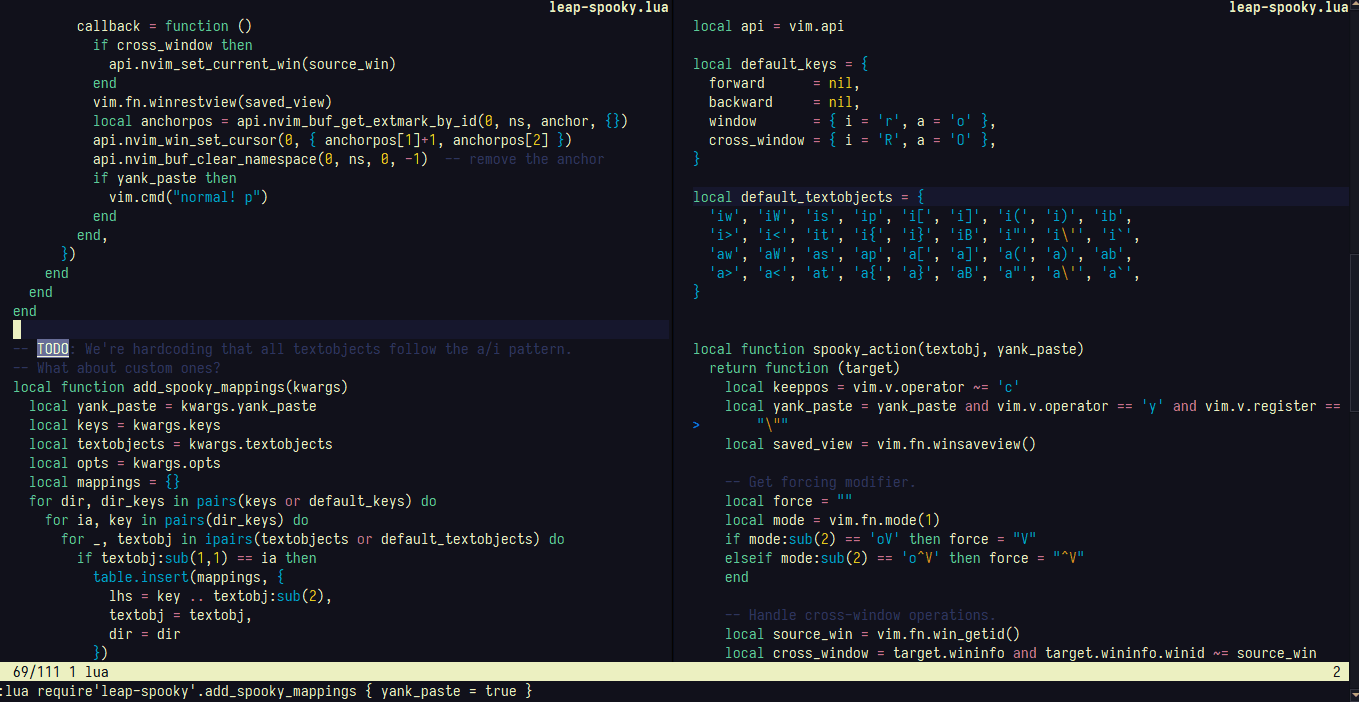 leap-spooky.lua
        callback = function ()
          if cross_window then
            api.nvim_set_current_win(source_win)
          end
          vim.fn.winrestview(saved_view)
          local anchorpos = api.nvim_buf_get_extmark_by_id(0, ns, anchor, {})
          api.nvim_win_set_cursor(0, { anchorpos[1]+1, anchorpos[2] })
          api.nvim_buf_clear_namespace(0, ns, 0, -1)  -- remove the anchor
          if yank_paste then
            vim.cmd("normal! p")
          end
        end,
      })
    end
  end
end
-- TODO: We're hardcoding that all textobjects follow the a/i pattern.
-- What about custom ones?
local function add_spooky_mappings(kwargs)
  local yank_paste = kwargs.yank_paste
  local keys = kwargs.keys
  local textobjects = kwargs.textobjects
  local opts = kwargs.opts
  local mappings = {}
  for dir, dir_keys in pairs(keys or default_keys) do
    for ia, key in pairs(dir_keys) do
      for _, textobj in ipairs(textobjects or default_textobjects) do
        if textobj:sub(1,1) == ia then
          table.insert(mappings, {
            lhs = key .. textobj:sub(2),
            textobj = textobj,
            dir = dir
          })
leap-spooky.lua
local api = vim.api
local default_keys = {
  forward      = nil,
  backward     = nil,
  window       = { i = 'r', a = 'o' },
  cross_window = { i = 'R', a = 'O' },
}
local default_textobjects = {
  'iw', 'iW', 'is', 'ip', 'i[', 'i]', 'i(', 'i)', 'ib',
  'i>', 'i<', 'it', 'i{', 'i}', 'iB', 'i"', 'i\'', 'i`',
  'aw', 'aW', 'as', 'ap', 'a[', 'a]', 'a(', 'a)', 'ab',
  'a>', 'a<', 'at', 'a{', 'a}', 'aB', 'a"', 'a\'', 'a`',
}
local function spooky_action(textobj, yank_paste)
  return function (target)
    local keeppos = vim.v.operator ~= 'c'
    local yank_paste = yank_paste and vim.v.operator == 'y' and vim.v.register ==
>       "\""
    local saved_view = vim.fn.winsaveview()
    -- Get forcing modifier.
    local force = ""
    local mode = vim.fn.mode(1)
    if mode:sub(2) == 'oV' then force = "V"
    elseif mode:sub(2) == 'o^V' then force = "^V"
    end
    -- Handle cross-window operations.
    local source_win = vim.fn.win_getid()
    local cross_window = target.wininfo and target.wininfo.winid ~= source_win
69/111 1 lua 2
:lua require'leap-spooky'.add_spooky_mappings { yank_paste = true }